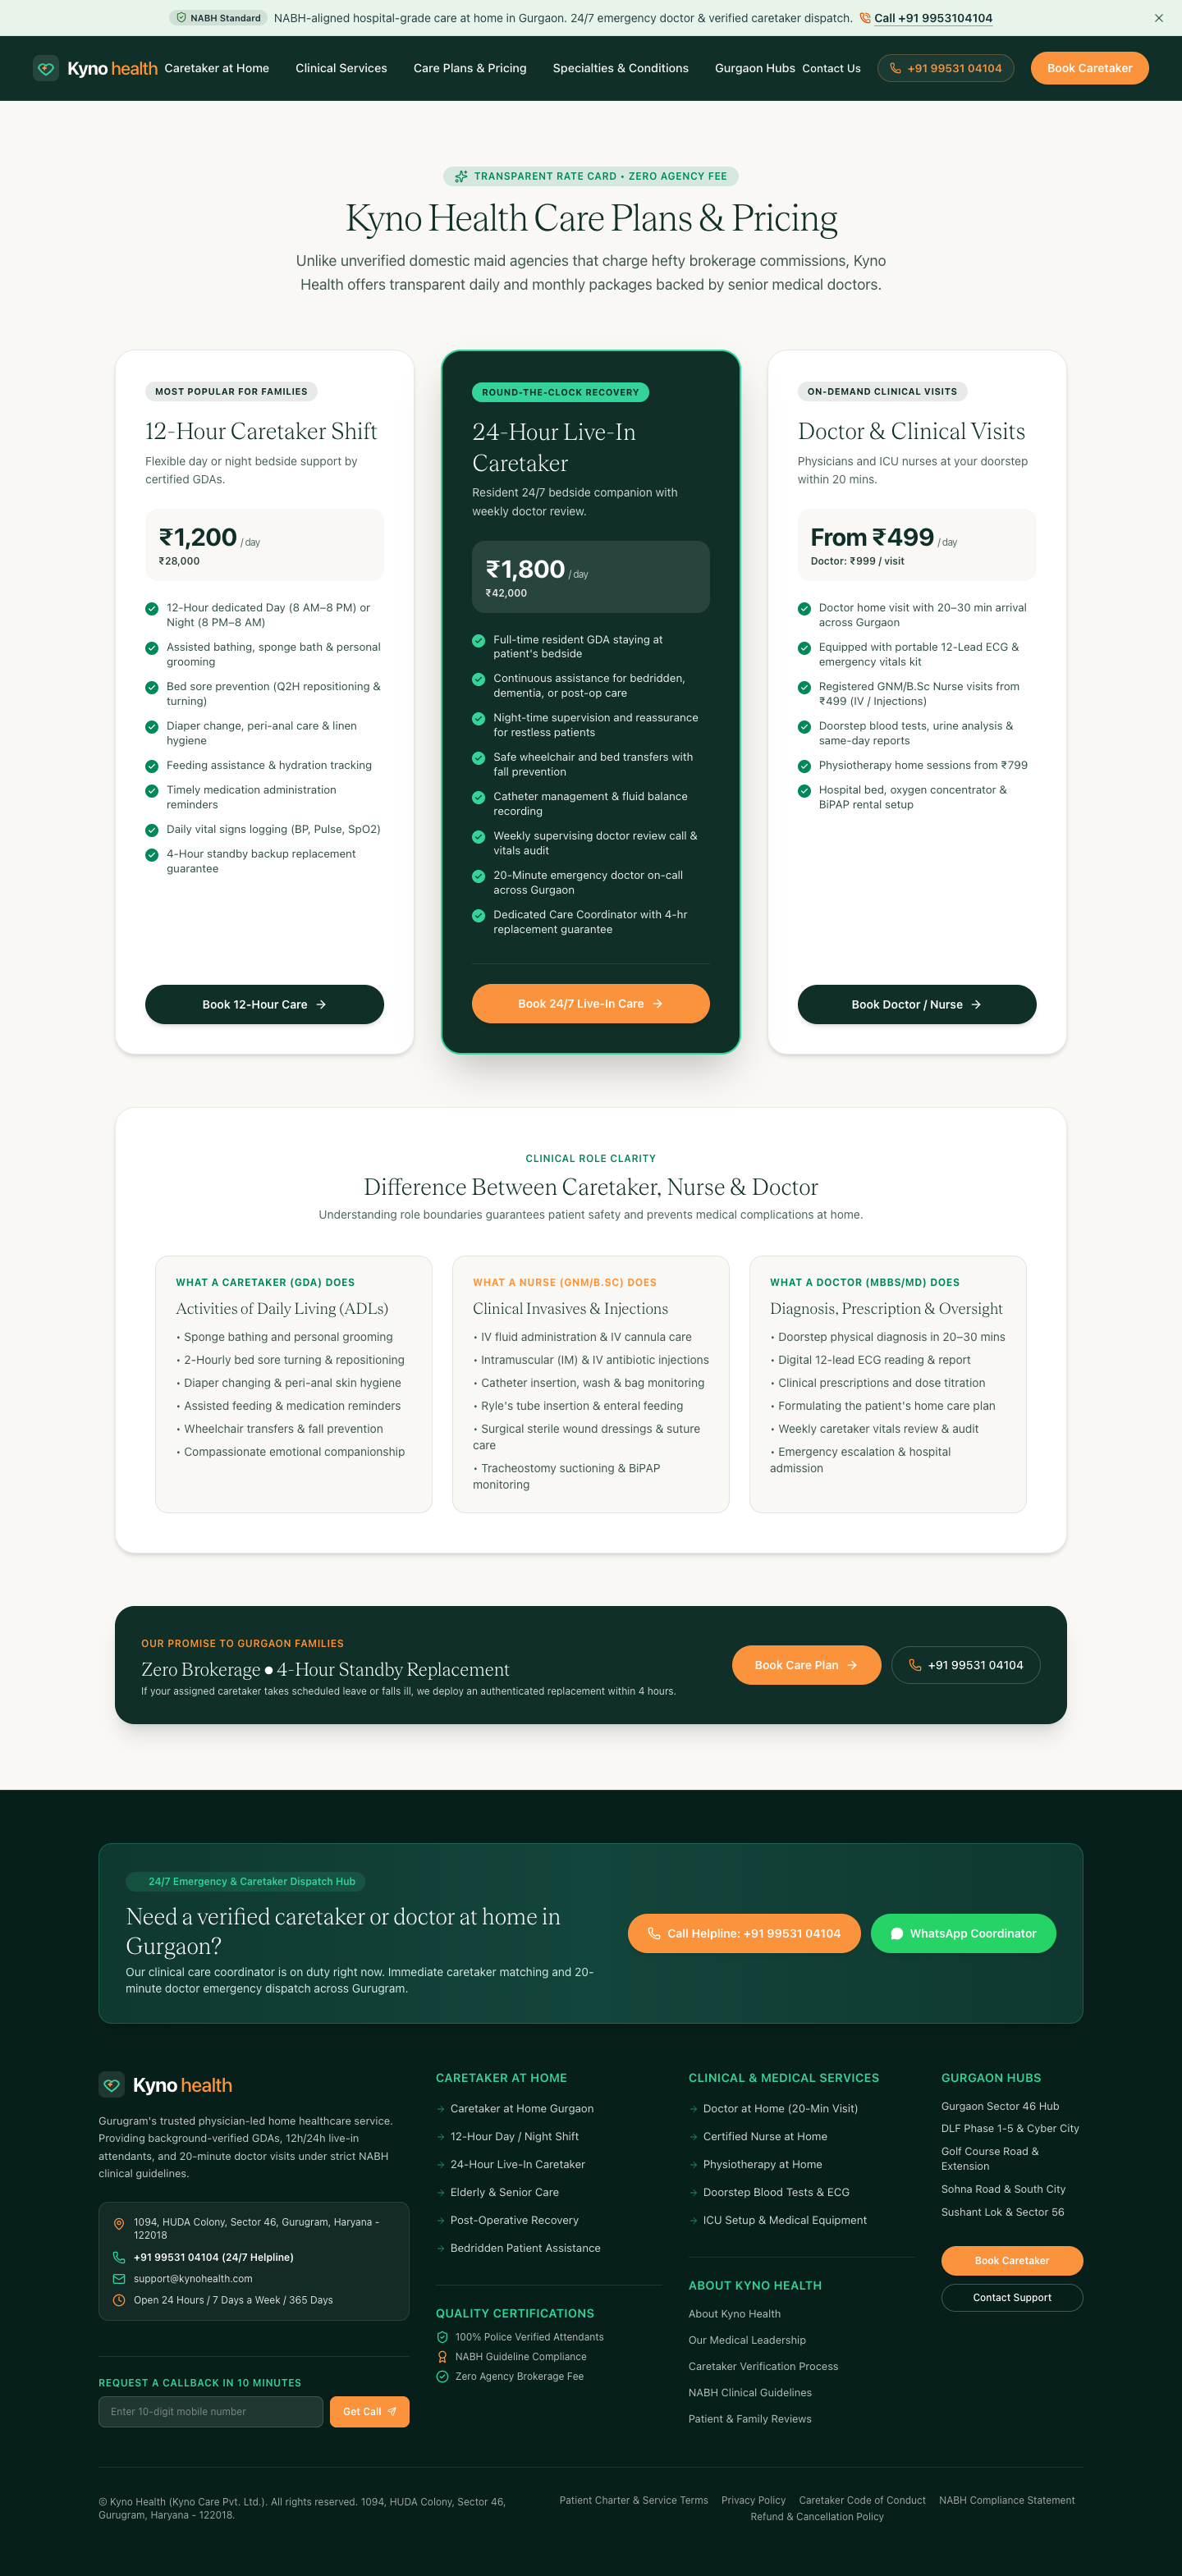 NABH Standard NABH-aligned hospital-grade care at home in Gurgaon. 24/7 emergency doctor & verified caretaker dispatch. Call +91 9953104104
Kyno health Caretaker at Home Clinical Services Care Plans & Pricing Specialties & Conditions Gurgaon Hubs Contact Us +91 99531 04104 Book Caretaker
TRANSPARENT RATE CARD • ZERO AGENCY FEE
Kyno Health Care Plans & Pricing
Unlike unverified domestic maid agencies that charge hefty brokerage commissions, Kyno
Health offers transparent daily and monthly packages backed by senior medical doctors.
MOST POPULAR FOR FAMILIES
12-Hour Caretaker Shift
Flexible day or night bedside support by
certified GDAs.
₹1,200 / day
₹28,000
12-Hour dedicated Day (8 AM–8 PM) or
Night (8 PM–8 AM)
Assisted bathing, sponge bath & personal
grooming
Bed sore prevention (Q2H repositioning &
turning)
Diaper change, peri-anal care & linen
hygiene
Feeding assistance & hydration tracking
Timely medication administration
reminders
Daily vital signs logging (BP, Pulse, SpO2)
4-Hour standby backup replacement
guarantee
Book 12-Hour Care
ROUND-THE-CLOCK RECOVERY
24-Hour Live-In
Caretaker
Resident 24/7 bedside companion with
weekly doctor review.
₹1,800 / day
₹42,000
Full-time resident GDA staying at
patient's bedside
Continuous assistance for bedridden,
dementia, or post-op care
Night-time supervision and reassurance
for restless patients
Safe wheelchair and bed transfers with
fall prevention
Catheter management & fluid balance
recording
Weekly supervising doctor review call &
vitals audit
20-Minute emergency doctor on-call
across Gurgaon
Dedicated Care Coordinator with 4-hr
replacement guarantee
Book 24/7 Live-In Care
ON-DEMAND CLINICAL VISITS
Doctor & Clinical Visits
Physicians and ICU nurses at your doorstep
within 20 mins.
From ₹499 / day
Doctor: ₹999 / visit
Doctor home visit with 20–30 min arrival
across Gurgaon
Equipped with portable 12-Lead ECG &
emergency vitals kit
Registered GNM/B.Sc Nurse visits from
₹499 (IV / Injections)
Doorstep blood tests, urine analysis &
same-day reports
Physiotherapy home sessions from ₹799
Hospital bed, oxygen concentrator &
BiPAP rental setup
Book Doctor / Nurse
CLINICAL ROLE CLARITY
Difference Between Caretaker, Nurse & Doctor
Understanding role boundaries guarantees patient safety and prevents medical complications at home.
WHAT A CARETAKER (GDA) DOES
Activities of Daily Living (ADLs)
• Sponge bathing and personal grooming
• 2-Hourly bed sore turning & repositioning
• Diaper changing & peri-anal skin hygiene
• Assisted feeding & medication reminders
• Wheelchair transfers & fall prevention
• Compassionate emotional companionship
WHAT A NURSE (GNM/B.SC) DOES
Clinical Invasives & Injections
• IV fluid administration & IV cannula care
• Intramuscular (IM) & IV antibiotic injections
• Catheter insertion, wash & bag monitoring
• Ryle's tube insertion & enteral feeding
• Surgical sterile wound dressings & suture
care
• Tracheostomy suctioning & BiPAP
monitoring
WHAT A DOCTOR (MBBS/MD) DOES
Diagnosis, Prescription & Oversight
• Doorstep physical diagnosis in 20–30 mins
• Digital 12-lead ECG reading & report
• Clinical prescriptions and dose titration
• Formulating the patient's home care plan
• Weekly caretaker vitals review & audit
• Emergency escalation & hospital
admission
OUR PROMISE TO GURGAON FAMILIES
Zero Brokerage • 4-Hour Standby Replacement
If your assigned caretaker takes scheduled leave or falls ill, we deploy an authenticated replacement within 4 hours.
Book Care Plan
+91 99531 04104
24/7 Emergency & Caretaker Dispatch Hub
Need a verified caretaker or doctor at home in
Gurgaon?
Our clinical care coordinator is on duty right now. Immediate caretaker matching and 20-
minute doctor emergency dispatch across Gurugram.
Call Helpline: +91 99531 04104
WhatsApp Coordinator
Kyno health
Gurugram's trusted physician-led home healthcare service.
Providing background-verified GDAs, 12h/24h live-in
attendants, and 20-minute doctor visits under strict NABH
clinical guidelines.
1094, HUDA Colony, Sector 46, Gurugram, Haryana -
122018
+91 99531 04104 (24/7 Helpline)
support@kynohealth.com
Open 24 Hours / 7 Days a Week / 365 Days
REQUEST A CALLBACK IN 10 MINUTES
Enter 10-digit mobile number
Get Call
CARETAKER AT HOME
Caretaker at Home Gurgaon
12-Hour Day / Night Shift
24-Hour Live-In Caretaker
Elderly & Senior Care
Post-Operative Recovery
Bedridden Patient Assistance
QUALITY CERTIFICATIONS
100% Police Verified Attendants
NABH Guideline Compliance
Zero Agency Brokerage Fee
CLINICAL & MEDICAL SERVICES
Doctor at Home (20-Min Visit)
Certified Nurse at Home
Physiotherapy at Home
Doorstep Blood Tests & ECG
ICU Setup & Medical Equipment
ABOUT KYNO HEALTH
About Kyno Health
Our Medical Leadership
Caretaker Verification Process
NABH Clinical Guidelines
Patient & Family Reviews
GURGAON HUBS
Gurgaon Sector 46 Hub
DLF Phase 1-5 & Cyber City
Golf Course Road &
Extension
Sohna Road & South City
Sushant Lok & Sector 56
Book Caretaker
Contact Support
© Kyno Health (Kyno Care Pvt. Ltd.). All rights reserved. 1094, HUDA Colony, Sector 46,
Gurugram, Haryana - 122018.
Patient Charter & Service Terms Privacy Policy Caretaker Code of Conduct NABH Compliance Statement
Refund & Cancellation Policy